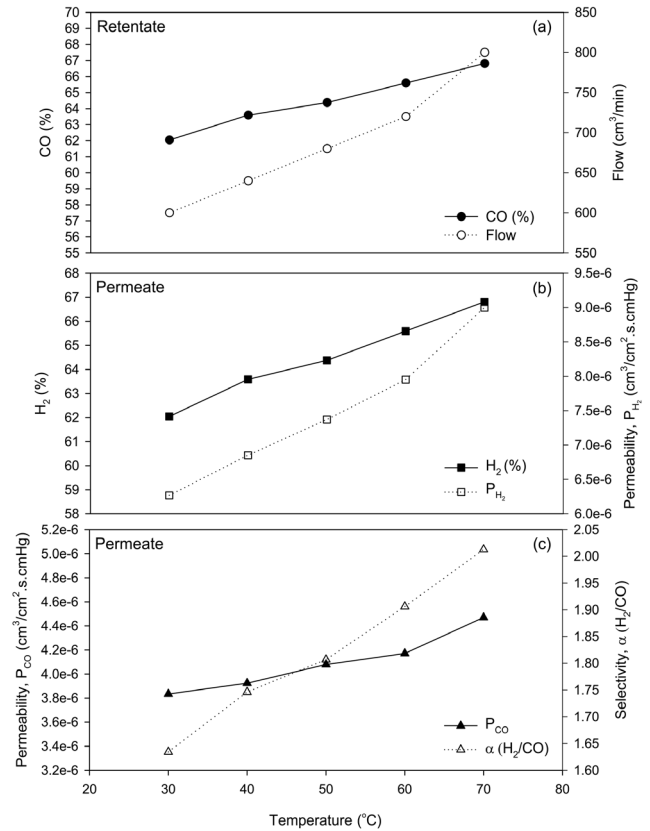 Retentate
(a)
CO (%)
70
69
68
67
66
65
64
63
62
61
60
59
58
57
56
55
Flow (cm³/min)
850
800
750
700
650
600
550
CO (%)
Flow
Permeate
(b)
H₂ (%)
68
67
66
65
64
63
62
61
60
59
58
Permeability, P_H₂ (cm³/cm².s.cmHg)
9.5e-6
9.0e-6
8.5e-6
8.0e-6
7.5e-6
7.0e-6
6.5e-6
6.0e-6
H₂ (%)
P_H₂
Permeate
(c)
Permeability, P_CO (cm³/cm².s.cmHg)
5.2e-6
5.0e-6
4.8e-6
4.6e-6
4.4e-6
4.2e-6
4.0e-6
3.8e-6
3.6e-6
3.4e-6
3.2e-6
Selectivity, α (H₂/CO)
2.05
2.00
1.95
1.90
1.85
1.80
1.75
1.70
1.65
1.60
P_CO
α (H₂/CO)
20 30 40 50 60 70 80
Temperature (°C)